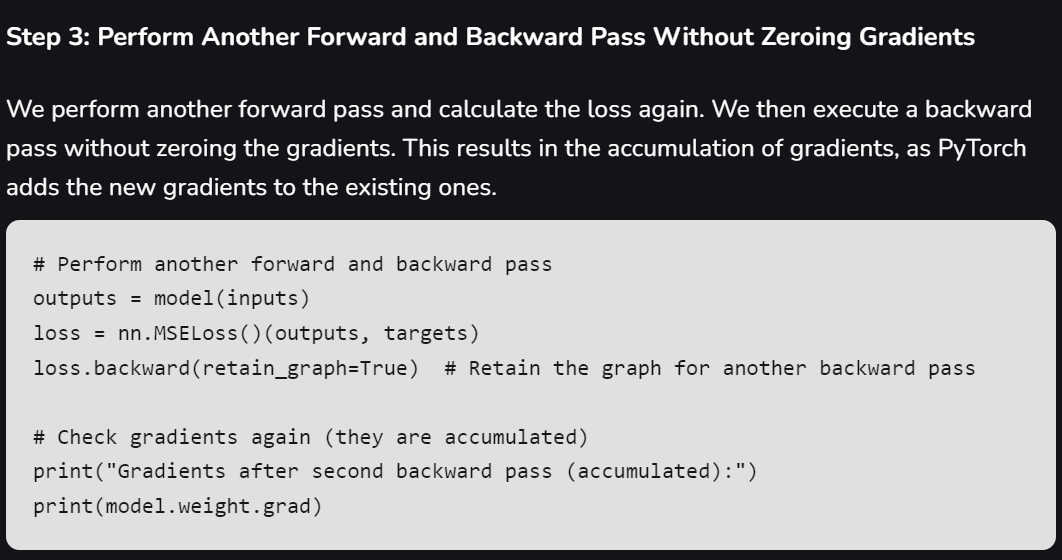 Step 3: Perform Another Forward and Backward Pass Without Zeroing Gradients
We perform another forward pass and calculate the loss again. We then execute a backward
pass without zeroing the gradients. This results in the accumulation of gradients, as PyTorch
adds the new gradients to the existing ones.
# Perform another forward and backward pass
outputs = model(inputs)
loss = nn.MSELoss()(outputs, targets)
loss.backward(retain_graph=True)  # Retain the graph for another backward pass
# Check gradients again (they are accumulated)
print("Gradients after second backward pass (accumulated):")
print(model.weight.grad)